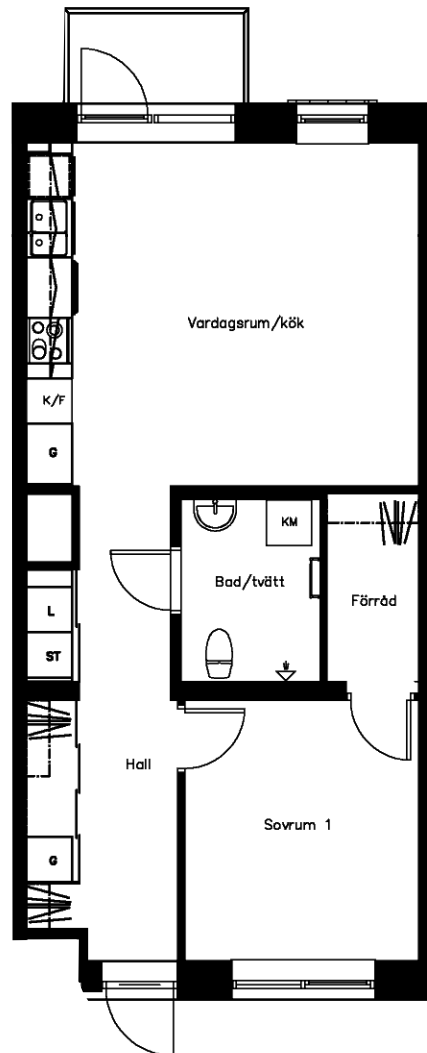 Vardagsrum/kök
K/F
G
KM
Bad/tvätt
Förråd
L
ST
Hall
Sovrum 1
G